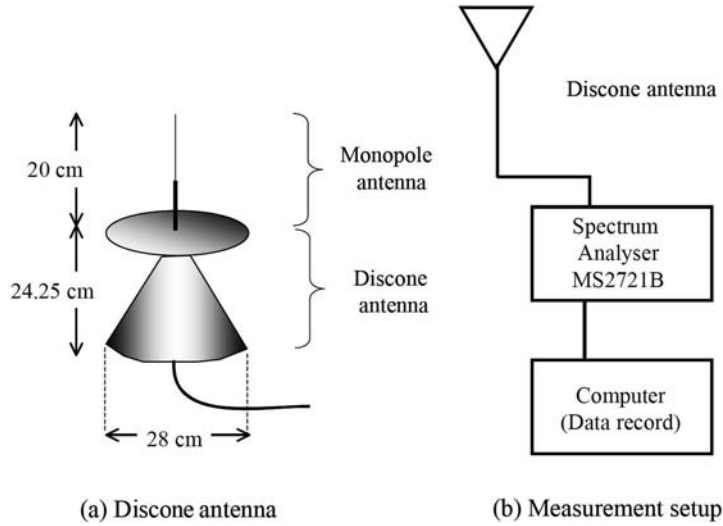 20 cm
Monopole
antenna
24.25 cm
Discone
antenna
28 cm
(a) Discone antenna
Discone antenna
Spectrum
Analyser
MS2721B
Computer
(Data record)
(b) Measurement setup